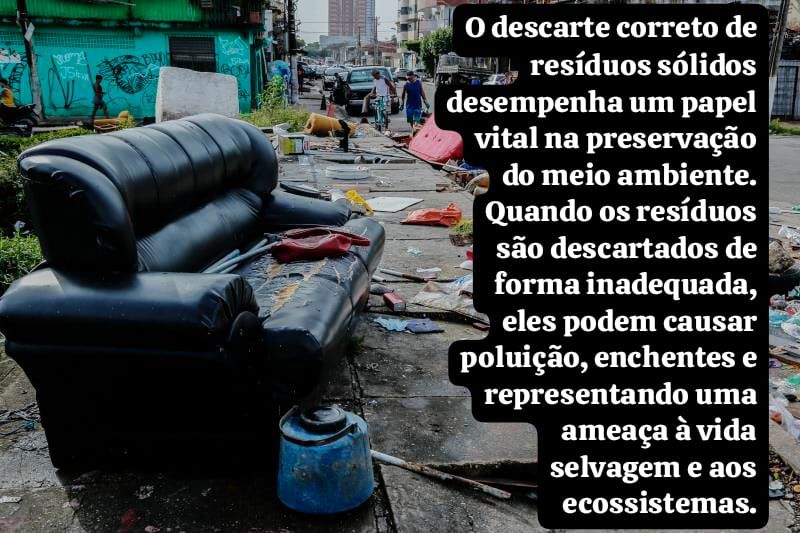 O descarte correto de
resíduos sólidos
desempenha um papel
vital na preservação
do meio ambiente.
Quando os resíduos
são descartados de
forma inadequada,
eles podem causar
poluição, enchentes e
representando uma
ameaça à vida
selvagem e aos
ecossistemas.